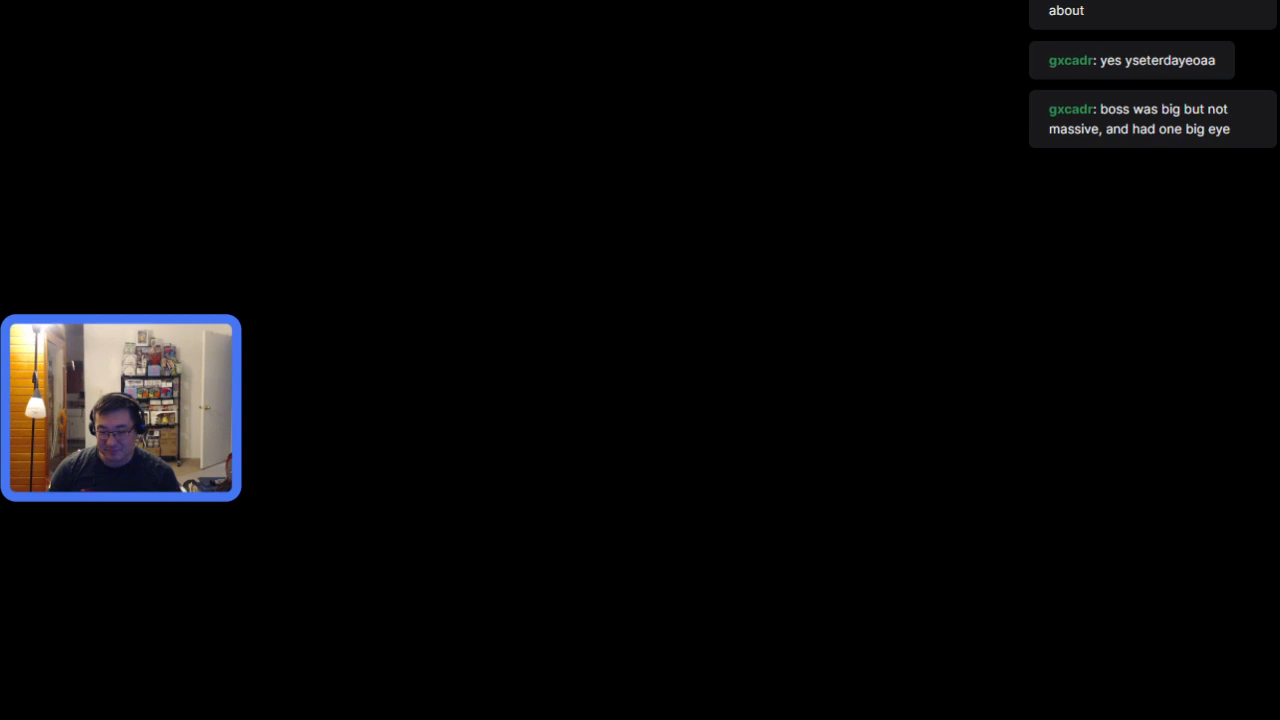 about
gxcadr: yes yseterdayeoaa
gxcadr: boss was big but not
massive, and had one big eye